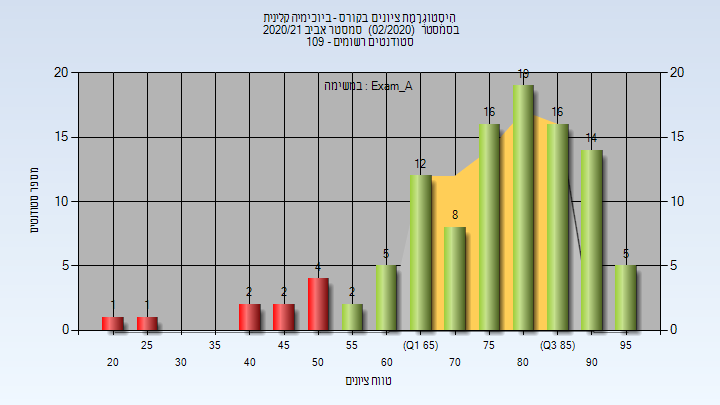 היסטוגרמת ציונים בקורס - ביוכימיה קלינית
בסמסטר (02/2020) סמסטר אביב 2020/21
סטודנטים רשומים - 109
במשימה : Exam_A
20 20
15 15
10 10
5 5
0 0
מספר סטודנטים
1 1 2 2 4 2 5 12 8 16 19 16 14 5
25 35 45 55 (Q1 65) 75 (Q3 85) 95
20 30 40 50 60 70 80 90
טווח ציונים